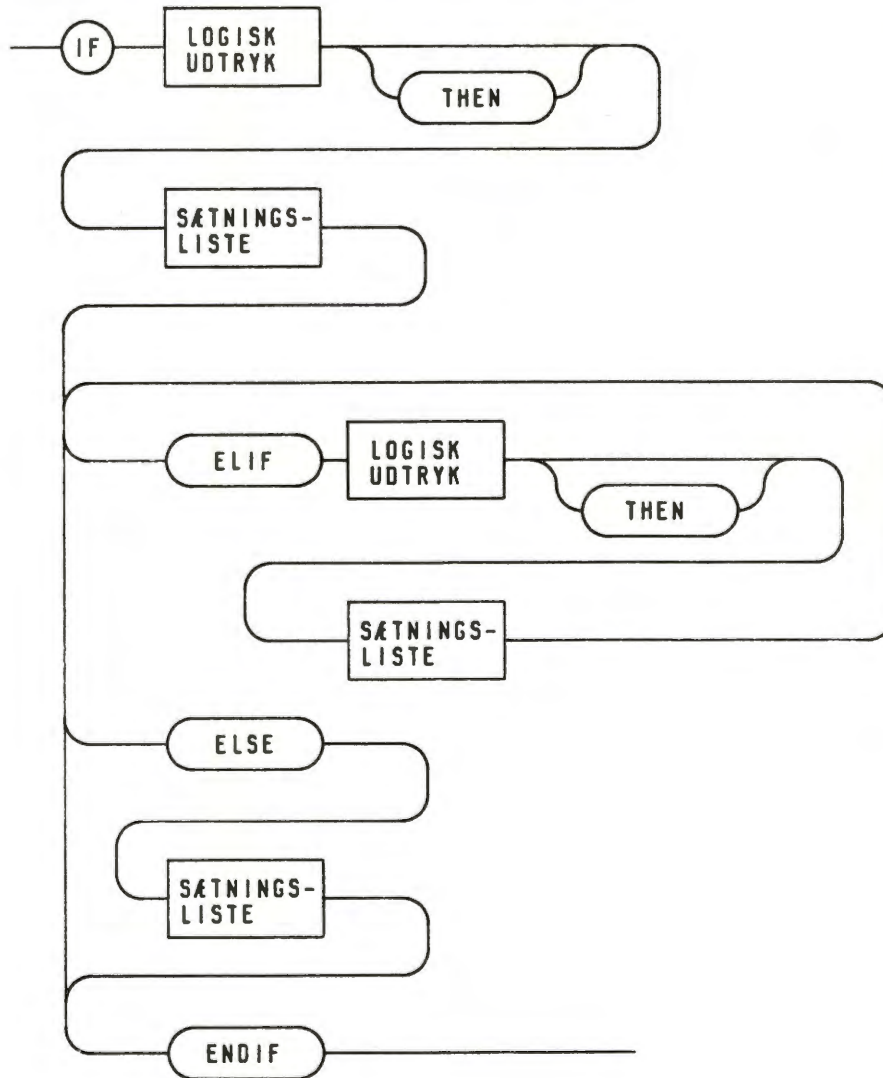 IF
LOGISK
UDTRYK
THEN
SÆTNINGS-
LISTE
ELIF
LOGISK
UDTRYK
THEN
SÆTNINGS-
LISTE
ELSE
SÆTNINGS-
LISTE
ENDIF